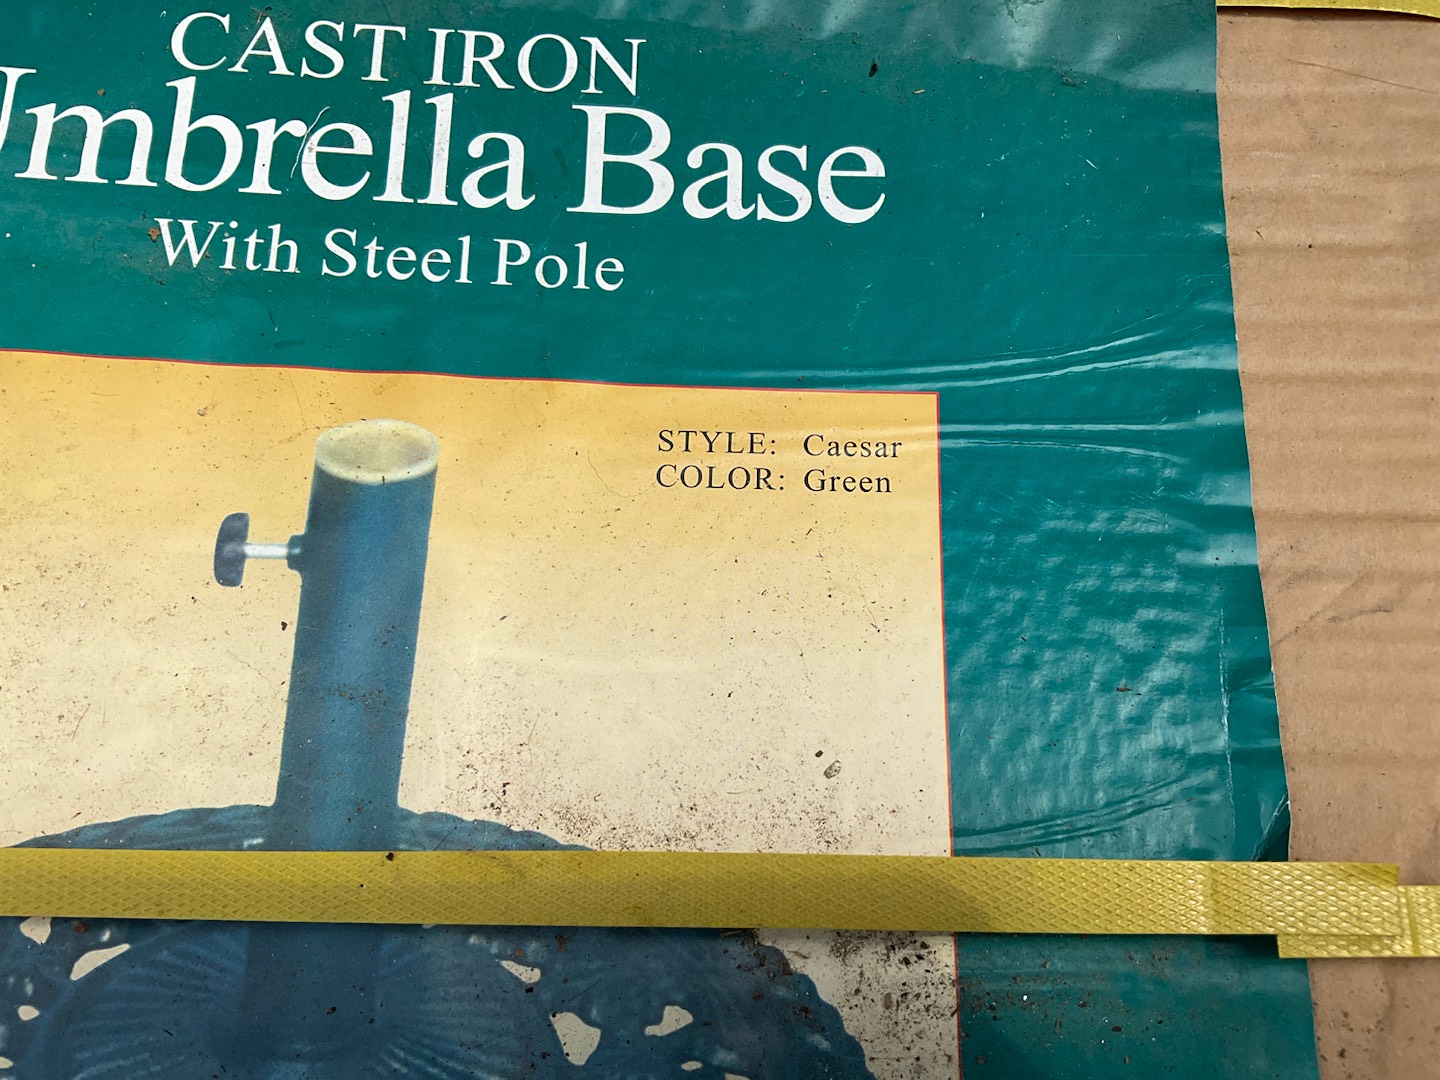 CAST IRON
Umbrella Base
With Steel Pole
STYLE: Caesar
COLOR: Green